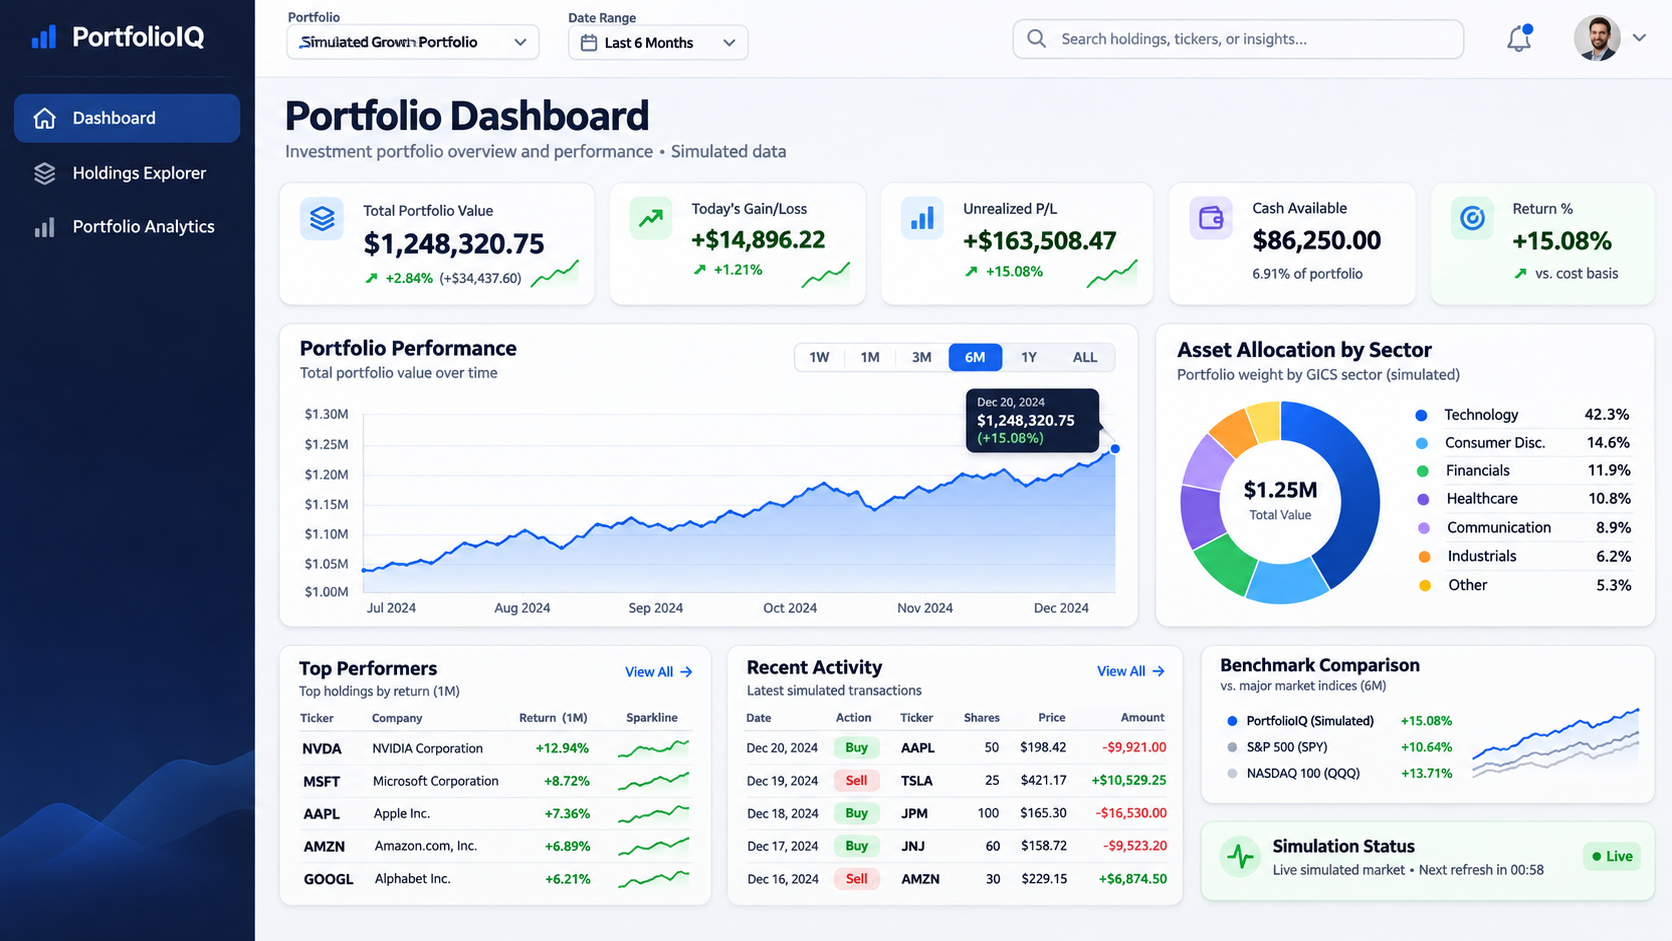 PortfolioIQ
Dashboard
Holdings Explorer
Portfolio Analytics
Portfolio
Portfolio
Date Range
Last 6 Months
Search holdings, tickers, or insights...
Portfolio Dashboard
Investment portfolio overview and performance • Simulated data
Total Portfolio Value
$1,248,320.75
+2.84% (+$34,437.60)
Today's Gain/Loss
+$14,896.22
+1.21%
Unrealized P/L
+$163,508.47
+15.08%
Cash Available
$86,250.00
6.91% of portfolio
Return %
+15.08%
vs. cost basis
Portfolio Performance
Total portfolio value over time
1W 1M 3M 6M 1Y ALL
Dec 20, 2024
$1,248,320.75
(+15.08%)
$1.30M
$1.25M
$1.20M
$1.15M
$1.10M
$1.05M
$1.00M
Jul 2024 Aug 2024 Sep 2024 Oct 2024 Nov 2024 Dec 2024
Asset Allocation by Sector
Portfolio weight by GICS sector (simulated)
$1.25M
Total Value
Technology 42.3%
Consumer Disc. 14.6%
Financials 11.9%
Healthcare 10.8%
Communication 8.9%
Industrials 6.2%
Other 5.3%
Top Performers
View All →
Top holdings by return (1M)
Ticker Company Return (1M) Sparkline
NVDA NVIDIA Corporation +12.94%
MSFT Microsoft Corporation +8.72%
AAPL Apple Inc. +7.36%
AMZN Amazon.com, Inc. +6.89%
GOOGL Alphabet Inc. +6.21%
Recent Activity
View All →
Latest simulated transactions
Date Action Ticker Shares Price Amount
Dec 20, 2024 Buy AAPL 50 $198.42 -$9,921.00
Dec 19, 2024 Sell TSLA 25 $421.17 +$10,529.25
Dec 18, 2024 Buy JPM 100 $165.30 -$16,530.00
Dec 17, 2024 Buy JNJ 60 $158.72 -$9,523.20
Dec 16, 2024 Sell AMZN 30 $229.15 +$6,874.50
Benchmark Comparison
vs. major market indices (6M)
PortfolioIQ (Simulated) +15.08%
S&P 500 (SPY) +10.64%
NASDAQ 100 (QQQ) +13.71%
Simulation Status
Live simulated market • Next refresh in 00:58
Live